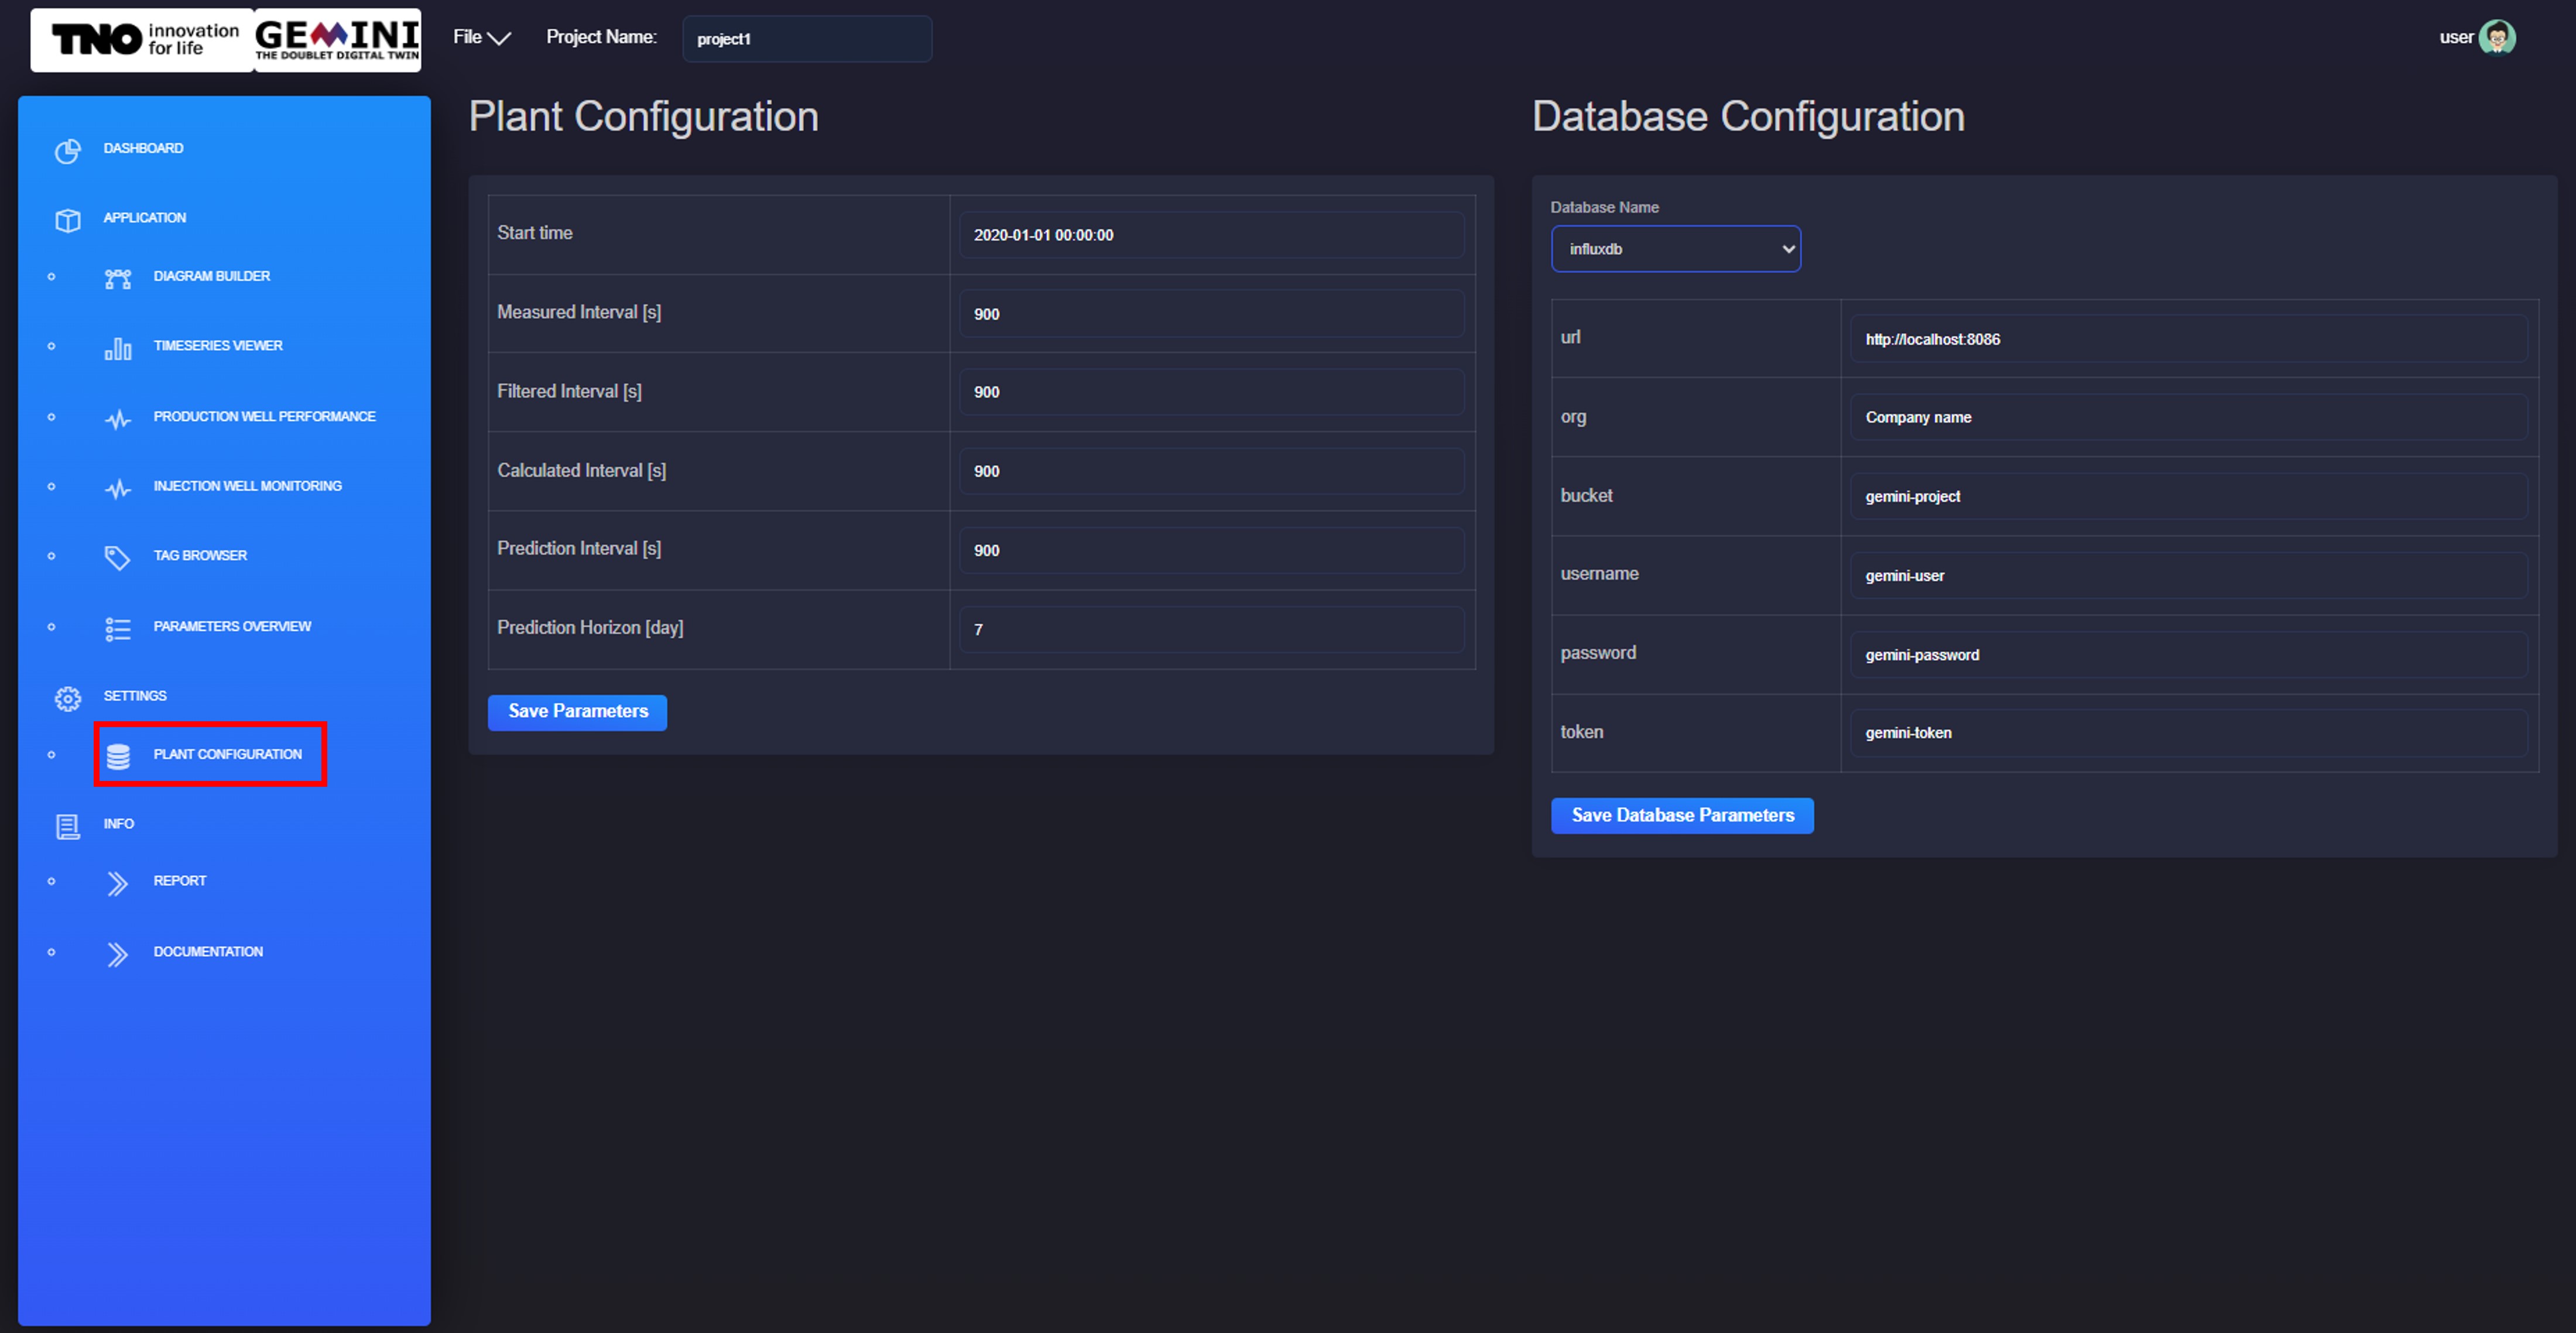 TNO innovation for life
GEMINI
THE DOUBLET DIGITAL TWIN
File
Project Name:
project1
user
DASHBOARD
APPLICATION
DIAGRAM BUILDER
TIMESERIES VIEWER
PRODUCTION WELL PERFORMANCE
INJECTION WELL MONITORING
TAG BROWSER
PARAMETERS OVERVIEW
SETTINGS
PLANT CONFIGURATION
INFO
REPORT
DOCUMENTATION
Plant Configuration
Start time 2020-01-01 00:00:00
Measured Interval [s] 900
Filtered Interval [s] 900
Calculated Interval [s] 900
Prediction Interval [s] 900
Prediction Horizon [day] 7
Save Parameters
Database Configuration
Database Name
influxdb
url http://localhost:8086
org Company name
bucket gemini-project
username gemini-user
password gemini-password
token gemini-token
Save Database Parameters